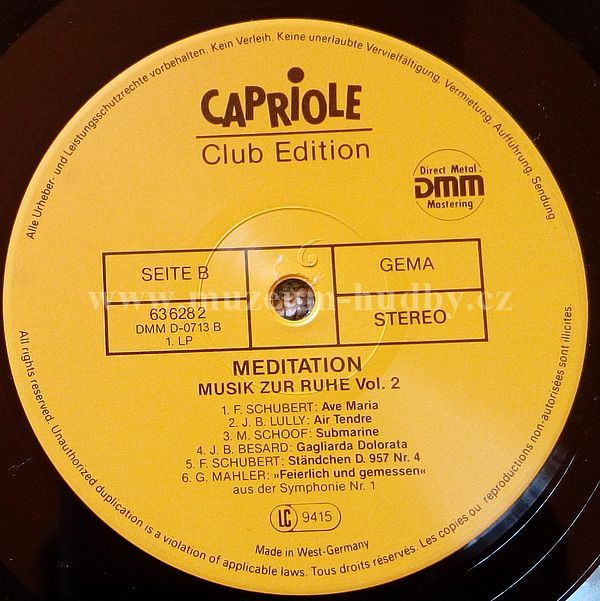 Alle Urheber- und Leistungsschutzrechte vorbehalten. Kein Verleih. Keine unerlaubte Vervielfältigung, Vermietung, Aufführung, Sendung.
CAPRIOLE
Club Edition
Direct Metal
DMM
Mastering
SEITE B
GEMA
63 628 2
DMM D-0713 B
1. LP
STEREO
www.muzeum-hudby.cz
MEDITATION
MUSIK ZUR RUHE Vol. 2
1. F. SCHUBERT: Ave Maria
2. J. B. LULLY: Air Tendre
3. M. SCHOOF: Submarine
4. J. B. BESARD: Gagliarda Dolorata
5. F. SCHUBERT: Ständchen D. 957 Nr. 4
6. G. MAHLER: »Feierlich und gemessen«
aus der Symphonie Nr. 1
LC 9415
Made in West-Germany
All rights reserved. Unauthorized duplication is a violation of applicable laws. Tous droits réservés. Les copies ou reproductions non-autorisées sont illicites.